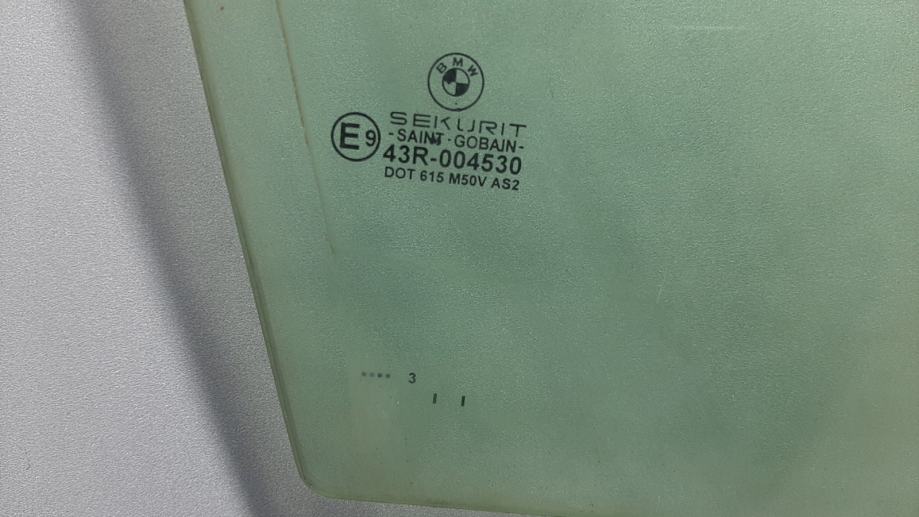 BMW
SEKURIT
-SAINT-GOBAIN-
E9
43R-004530
DOT 615 M50V AS2
.... 3
I I